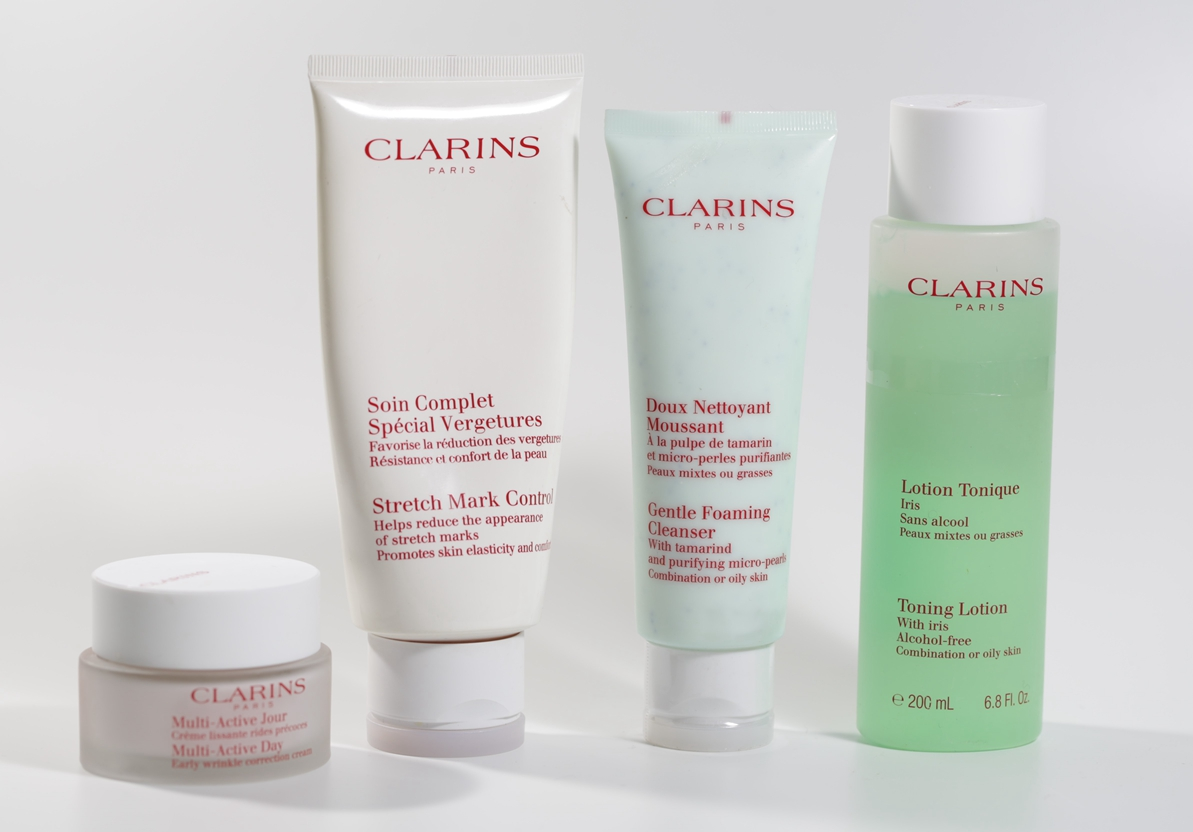 CLARINS
PARIS
Multi-Active Jour
Crème lissante rides précoces
Multi-Active Day
Early wrinkle correction cream
CLARINS
PARIS
Soin Complet
Spécial Vergetures
Favorise la réduction des vergetures
Résistance et confort de la peau
Stretch Mark Control
Helps reduce the appearance
of stretch marks
Promotes skin elasticity and
CLARINS
PARIS
Doux Nettoyant
Moussant
À la pulpe de tamarin
et micro-perles purifiantes
Peaux mixtes ou grasses
Gentle Foaming
Cleanser
With tamarind
and purifying micro-pearls
Combination or oily skin
CLARINS
PARIS
Lotion Tonique
Iris
Sans alcool
Peaux mixtes ou grasses
Toning Lotion
With iris
Alcohol-free
Combination or oily skin
℮ 200 mL 6.8 Fl. Oz.